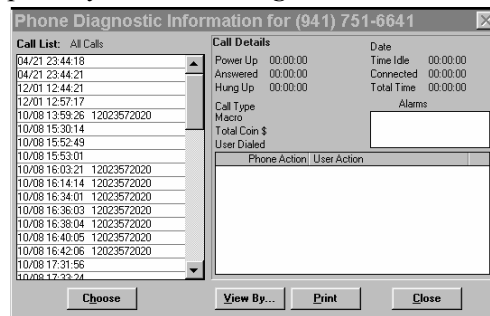 Phone Diagnostic Information for (941) 751-6641
Call List: All Calls
04/21 23:44:18
04/21 23:44:21
12/01 12:44:21
12/01 12:57:17
10/08 13:59:26 12023572020
10/08 15:30:14
10/08 15:52:49
10/08 15:53:01
10/08 16:03:21 12023572020
10/08 16:14:14 12023572020
10/08 16:34:01 12023572020
10/08 16:36:03 12023572020
10/08 16:38:04 12023572020
10/08 16:40:05 12023572020
10/08 16:42:06 12023572020
10/08 17:31:56
10/08 17:33:24
Choose
Call Details
Date
Power Up 00:00:00 Time Idle 00:00:00
Answered 00:00:00 Connected 00:00:00
Hung Up 00:00:00 Total Time 00:00:00
Call Type Alarms
Macro
Total Coin $
User Dialed
Phone Action User Action
View By... Print Close